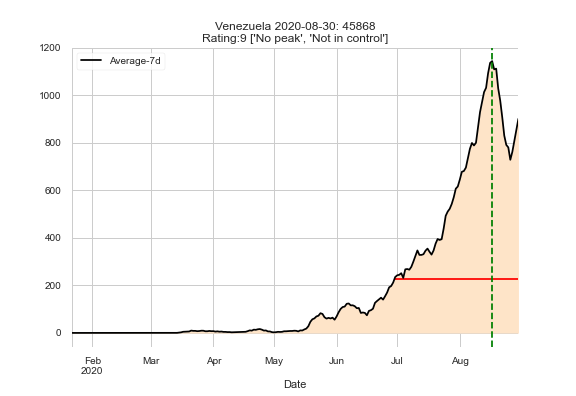 Venezuela 2020-08-30: 45868
Rating:9 ['No peak', 'Not in control']
Average-7d
1200
1000
800
600
400
200
0
Feb
2020
Mar
Apr
May
Jun
Jul
Aug
Date